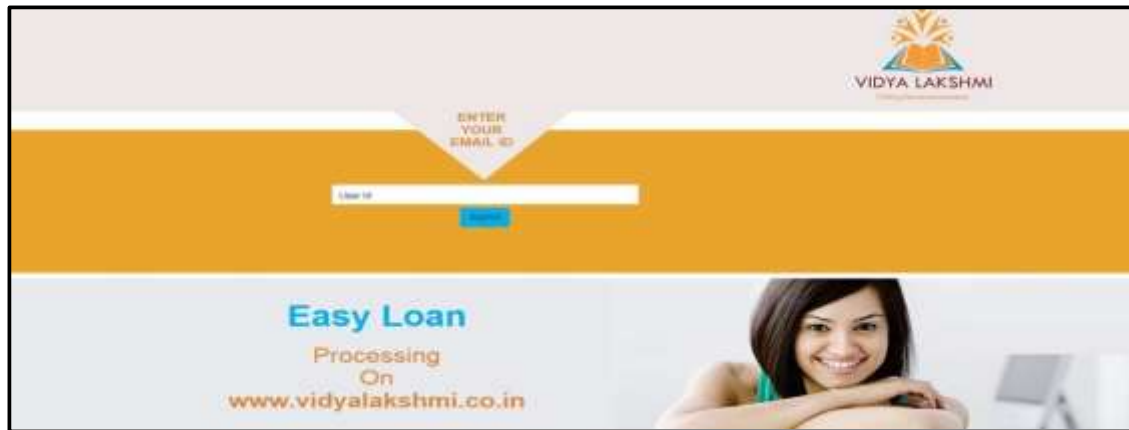 VIDYA LAKSHMI
ENTER
YOUR
EMAIL ID
User Id
Easy Loan
Processing
On
www.vidyalakshmi.co.in